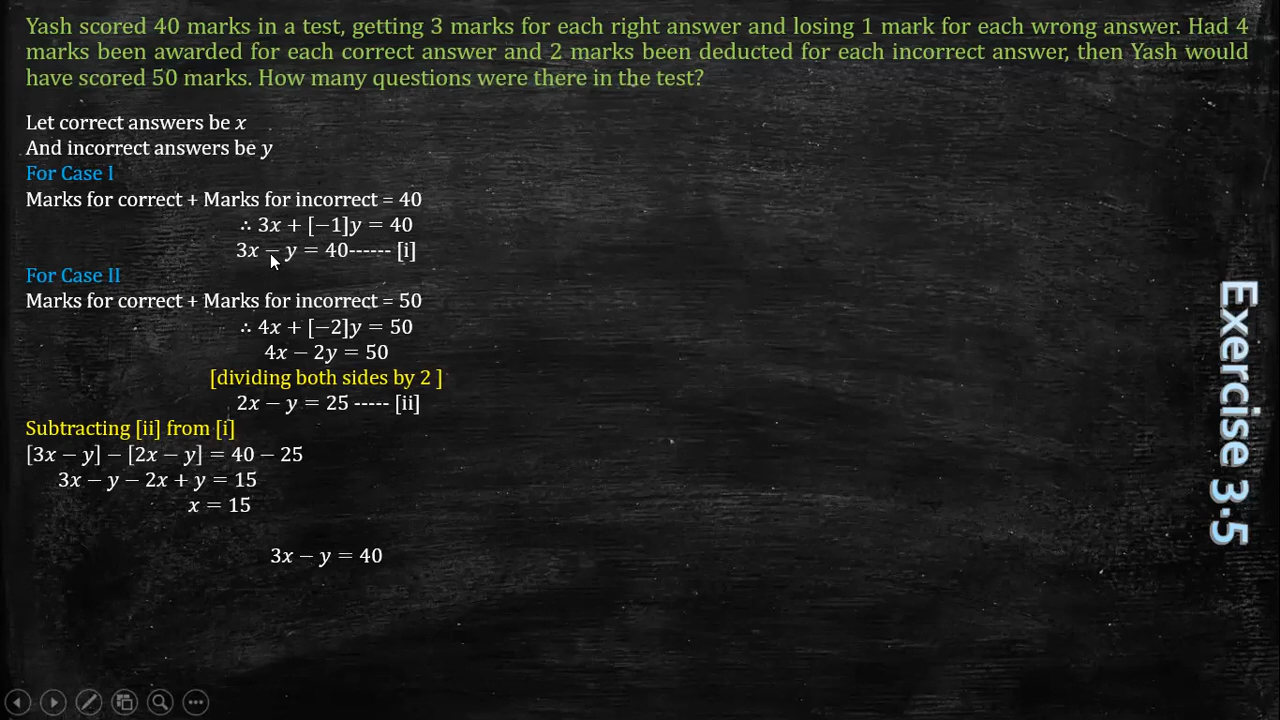 Yash scored 40 marks in a test, getting 3 marks for each right answer and losing 1 mark for each wrong answer. Had 4
marks been awarded for each correct answer and 2 marks been deducted for each incorrect answer, then Yash would
have scored 50 marks. How many questions were there in the test?
Let correct answers be x
And incorrect answers be y
For Case I
Marks for correct + Marks for incorrect = 40
∴ 3x + [−1]y = 40
3x − y = 40------ [i]
For Case II
Marks for correct + Marks for incorrect = 50
∴ 4x + [−2]y = 50
4x − 2y = 50
[dividing both sides by 2 ]
2x − y = 25 ----- [ii]
Subtracting [ii] from [i]
[3x − y] − [2x − y] = 40 − 25
3x − y − 2x + y = 15
x = 15
3x − y = 40
Exercise 3.5